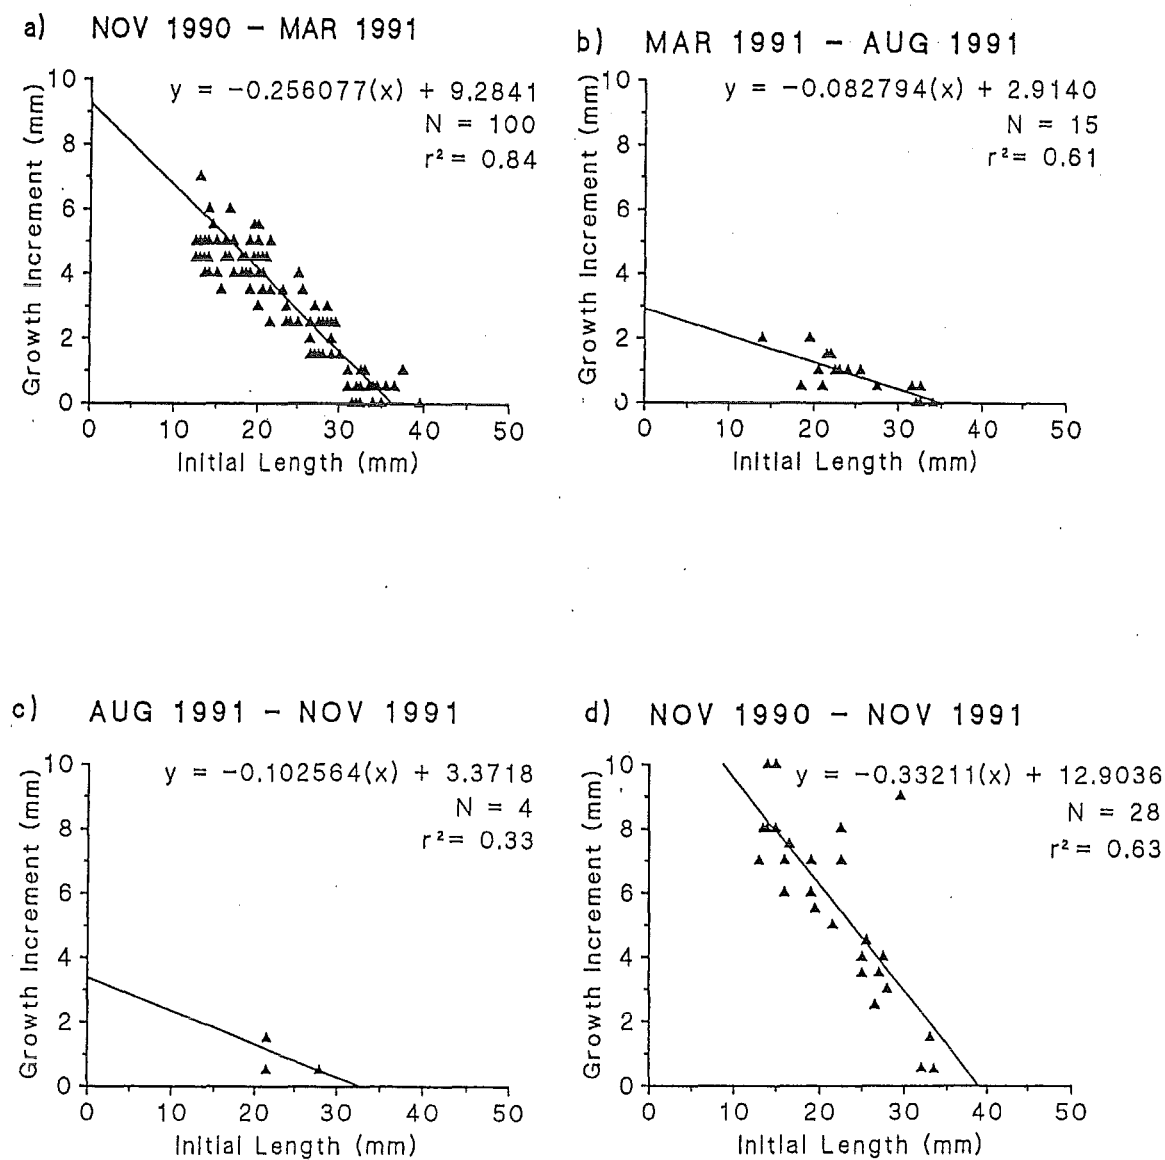 a) NOV 1990 – MAR 1991
y = −0.256077(x) + 9.2841
N = 100
r² = 0.84
Growth Increment (mm)
10
8
6
4
2
0
0 10 20 30 40 50
Initial Length (mm)
b) MAR 1991 – AUG 1991
y = −0.082794(x) + 2.9140
N = 15
r² = 0.61
Growth Increment (mm)
10
8
6
4
2
0
0 10 20 30 40 50
Initial Length (mm)
c) AUG 1991 – NOV 1991
y = −0.102564(x) + 3.3718
N = 4
r² = 0.33
Growth Increment (mm)
10
8
6
4
2
0
0 10 20 30 40 50
Initial Length (mm)
d) NOV 1990 – NOV 1991
y = −0.33211(x) + 12.9036
N = 28
r² = 0.63
Growth Increment (mm)
10
8
6
4
2
0
0 10 20 30 40 50
Initial Length (mm)